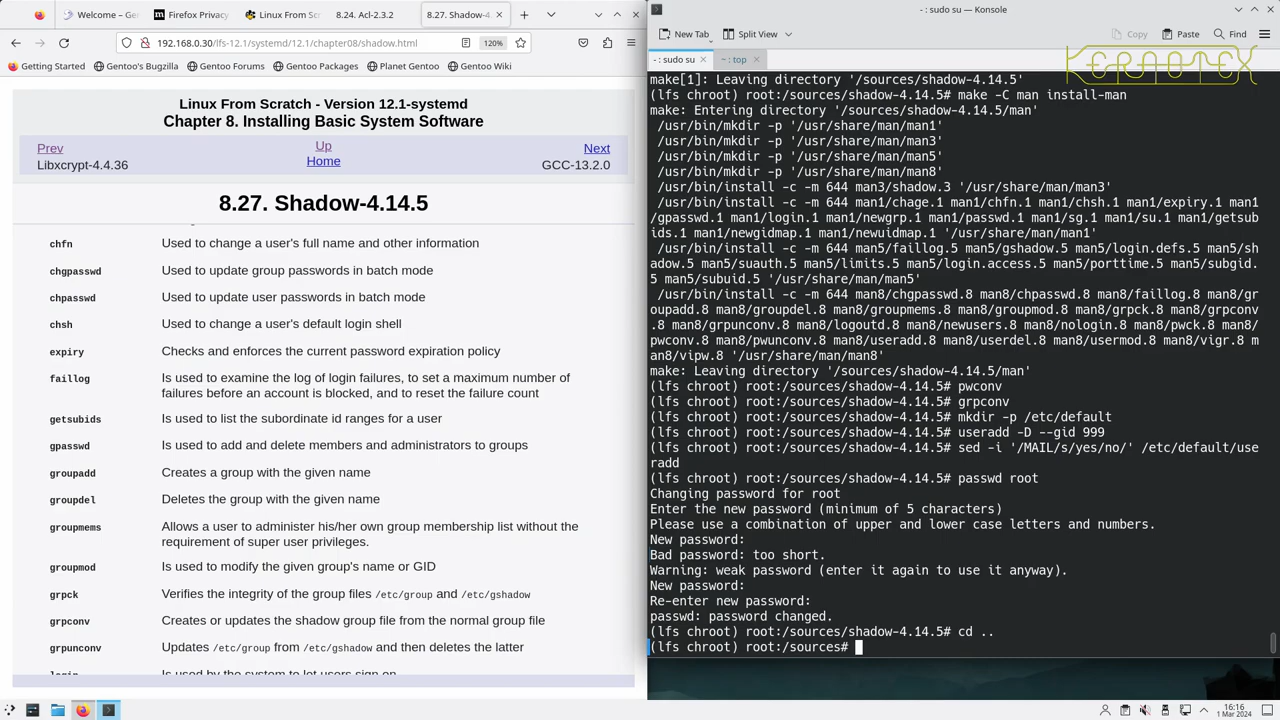 Welcome – Ge
Firefox Privacy
Linux From Scr
8.24. Acl-2.3.2
8.27. Shadow-4
192.168.0.30/lfs-12.1/systemd/12.1/chapter08/shadow.html
120%
Getting Started
Gentoo's Bugzilla
Gentoo Forums
Gentoo Packages
Planet Gentoo
Gentoo Wiki
Linux From Scratch - Version 12.1-systemd
Chapter 8. Installing Basic System Software
Prev
Up
Next
Libxcrypt-4.4.36
Home
GCC-13.2.0
8.27. Shadow-4.14.5
chfn Used to change a user's full name and other information
chgpasswd Used to update group passwords in batch mode
chpasswd Used to update user passwords in batch mode
chsh Used to change a user's default login shell
expiry Checks and enforces the current password expiration policy
faillog Is used to examine the log of login failures, to set a maximum number of
failures before an account is blocked, and to reset the failure count
getsubids Is used to list the subordinate id ranges for a user
gpasswd Is used to add and delete members and administrators to groups
groupadd Creates a group with the given name
groupdel Deletes the group with the given name
groupmems Allows a user to administer his/her own group membership list without the
requirement of super user privileges.
groupmod Is used to modify the given group's name or GID
grpck Verifies the integrity of the group files /etc/group and /etc/gshadow
grpconv Creates or updates the shadow group file from the normal group file
grpunconv Updates /etc/group from /etc/gshadow and then deletes the latter
login Is used by the system to let users sign on
- : sudo su — Konsole
New Tab
Split View
Copy
Paste
Find
- : sudo su
~ : top
KEROOTEX
make[1]: Leaving directory '/sources/shadow-4.14.5'
(lfs chroot) root:/sources/shadow-4.14.5# make -C man install-man
make: Entering directory '/sources/shadow-4.14.5/man'
/usr/bin/mkdir -p '/usr/share/man/man1'
/usr/bin/mkdir -p '/usr/share/man/man3'
/usr/bin/mkdir -p '/usr/share/man/man5'
/usr/bin/mkdir -p '/usr/share/man/man8'
/usr/bin/install -c -m 644 man3/shadow.3 '/usr/share/man/man3'
/usr/bin/install -c -m 644 man1/chage.1 man1/chfn.1 man1/chsh.1 man1/expiry.1 man1
/gpasswd.1 man1/login.1 man1/newgrp.1 man1/passwd.1 man1/sg.1 man1/su.1 man1/getsub
ids.1 man1/newgidmap.1 man1/newuidmap.1 '/usr/share/man/man1'
/usr/bin/install -c -m 644 man5/faillog.5 man5/gshadow.5 man5/login.defs.5 man5/sh
adow.5 man5/suauth.5 man5/limits.5 man5/login.access.5 man5/porttime.5 man5/subgid.
5 man5/subuid.5 '/usr/share/man/man5'
/usr/bin/install -c -m 644 man8/chgpasswd.8 man8/chpasswd.8 man8/faillog.8 man8/gr
oupadd.8 man8/groupdel.8 man8/groupmems.8 man8/groupmod.8 man8/grpck.8 man8/grpconv
.8 man8/grpunconv.8 man8/logoutd.8 man8/newusers.8 man8/nologin.8 man8/pwck.8 man8/
pwconv.8 man8/pwunconv.8 man8/useradd.8 man8/userdel.8 man8/usermod.8 man8/vigr.8 m
an8/vipw.8 '/usr/share/man/man8'
make: Leaving directory '/sources/shadow-4.14.5/man'
(lfs chroot) root:/sources/shadow-4.14.5# pwconv
(lfs chroot) root:/sources/shadow-4.14.5# grpconv
(lfs chroot) root:/sources/shadow-4.14.5# mkdir -p /etc/default
(lfs chroot) root:/sources/shadow-4.14.5# useradd -D --gid 999
(lfs chroot) root:/sources/shadow-4.14.5# sed -i '/MAIL/s/yes/no/' /etc/default/use
radd
(lfs chroot) root:/sources/shadow-4.14.5# passwd root
Changing password for root
Enter the new password (minimum of 5 characters)
Please use a combination of upper and lower case letters and numbers.
New password:
Bad password: too short.
Warning: weak password (enter it again to use it anyway).
New password:
Re-enter new password:
passwd: password changed.
(lfs chroot) root:/sources/shadow-4.14.5# cd ..
(lfs chroot) root:/sources#
16:16
1 Mar 2024